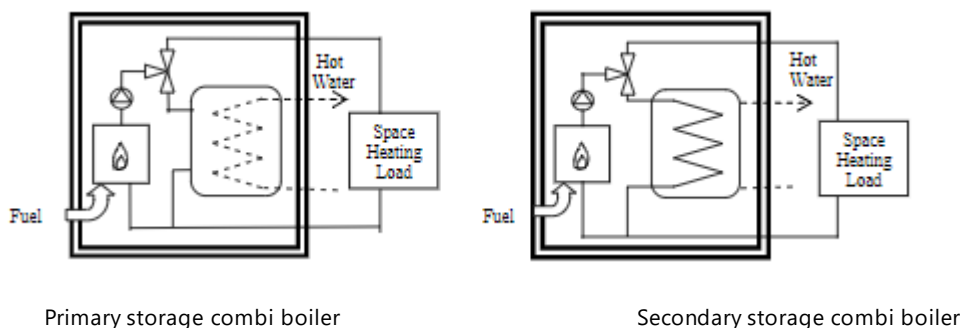 Hot
Water
Space
Heating
Load
Fuel
Hot
Water
Space
Heating
Load
Fuel
Primary storage combi boiler
Secondary storage combi boiler